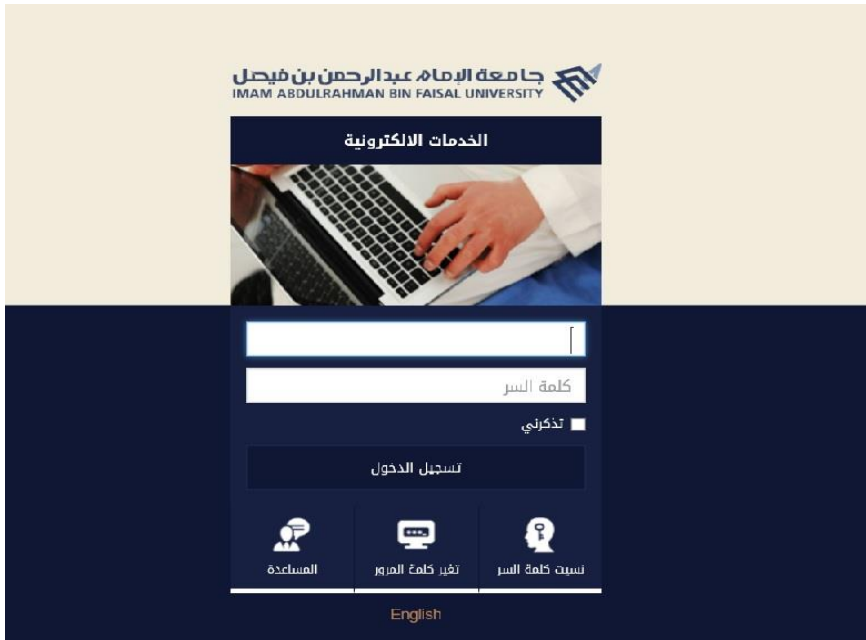 جامعة الإمام عبدالرحمن بن فيصل
IMAM ABDULRAHMAN BIN FAISAL UNIVERSITY
الخدمات الالكترونية
كلمة السر
تذكرني
تسجيل الدخول
نسيت كلمة السر
تغير كلمة المرور
المساعدة
English